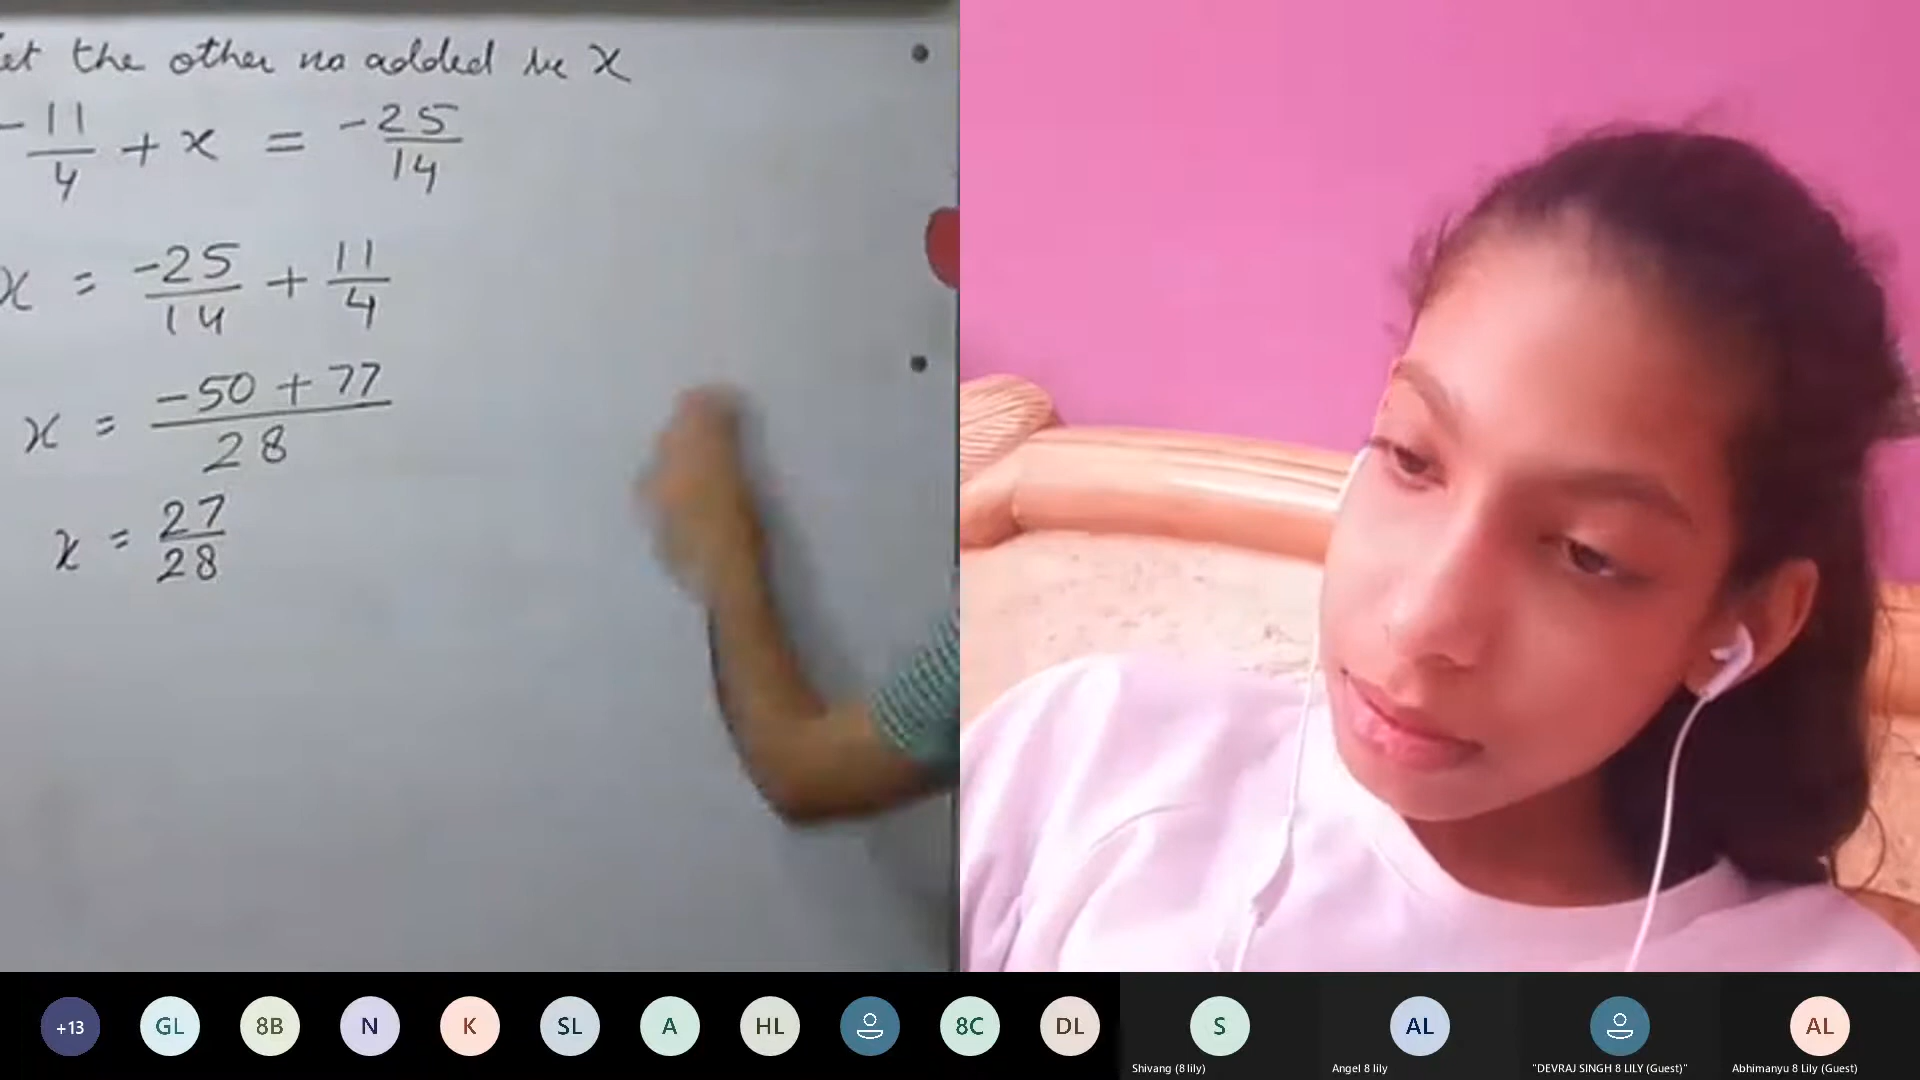 let the other no added be x
-11/4 + x = -25/14
x = -25/14 + 11/4
x = -50 + 77/28
x = 27/28
+13 GL 8B N K SL A HL 8C DL S AL AL
Shivang (8 lily) Angel 8 lily "DEVRAJ SINGH 8 LILY (Guest)" Abhimanyu 8 Lily (Guest)